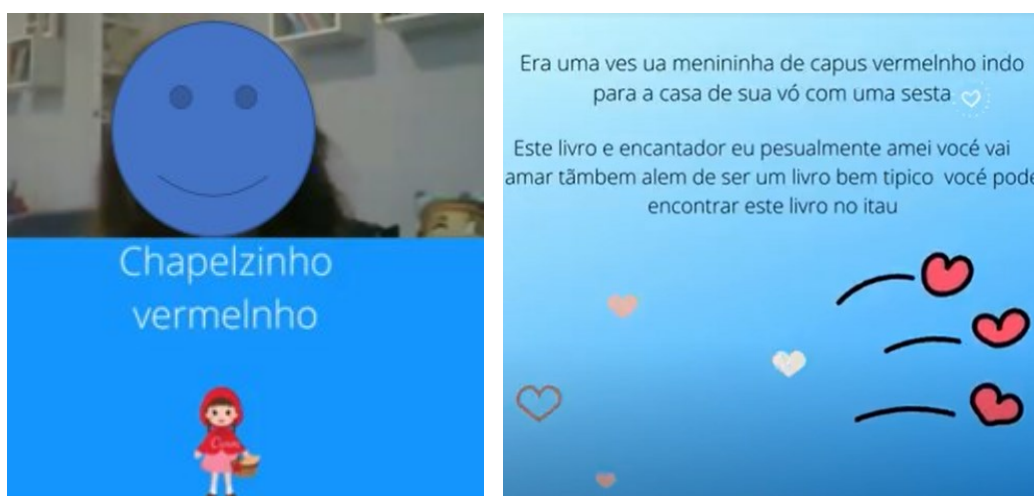 Chapelzinho
vermelnho
Era uma ves ua menininha de capus vermelnho indo
para a casa de sua vó com uma sesta
Este livro e encantador eu pesualmente amei você vai
amar tãmbem alem de ser um livro bem tipico você pode
encontrar este livro no itau